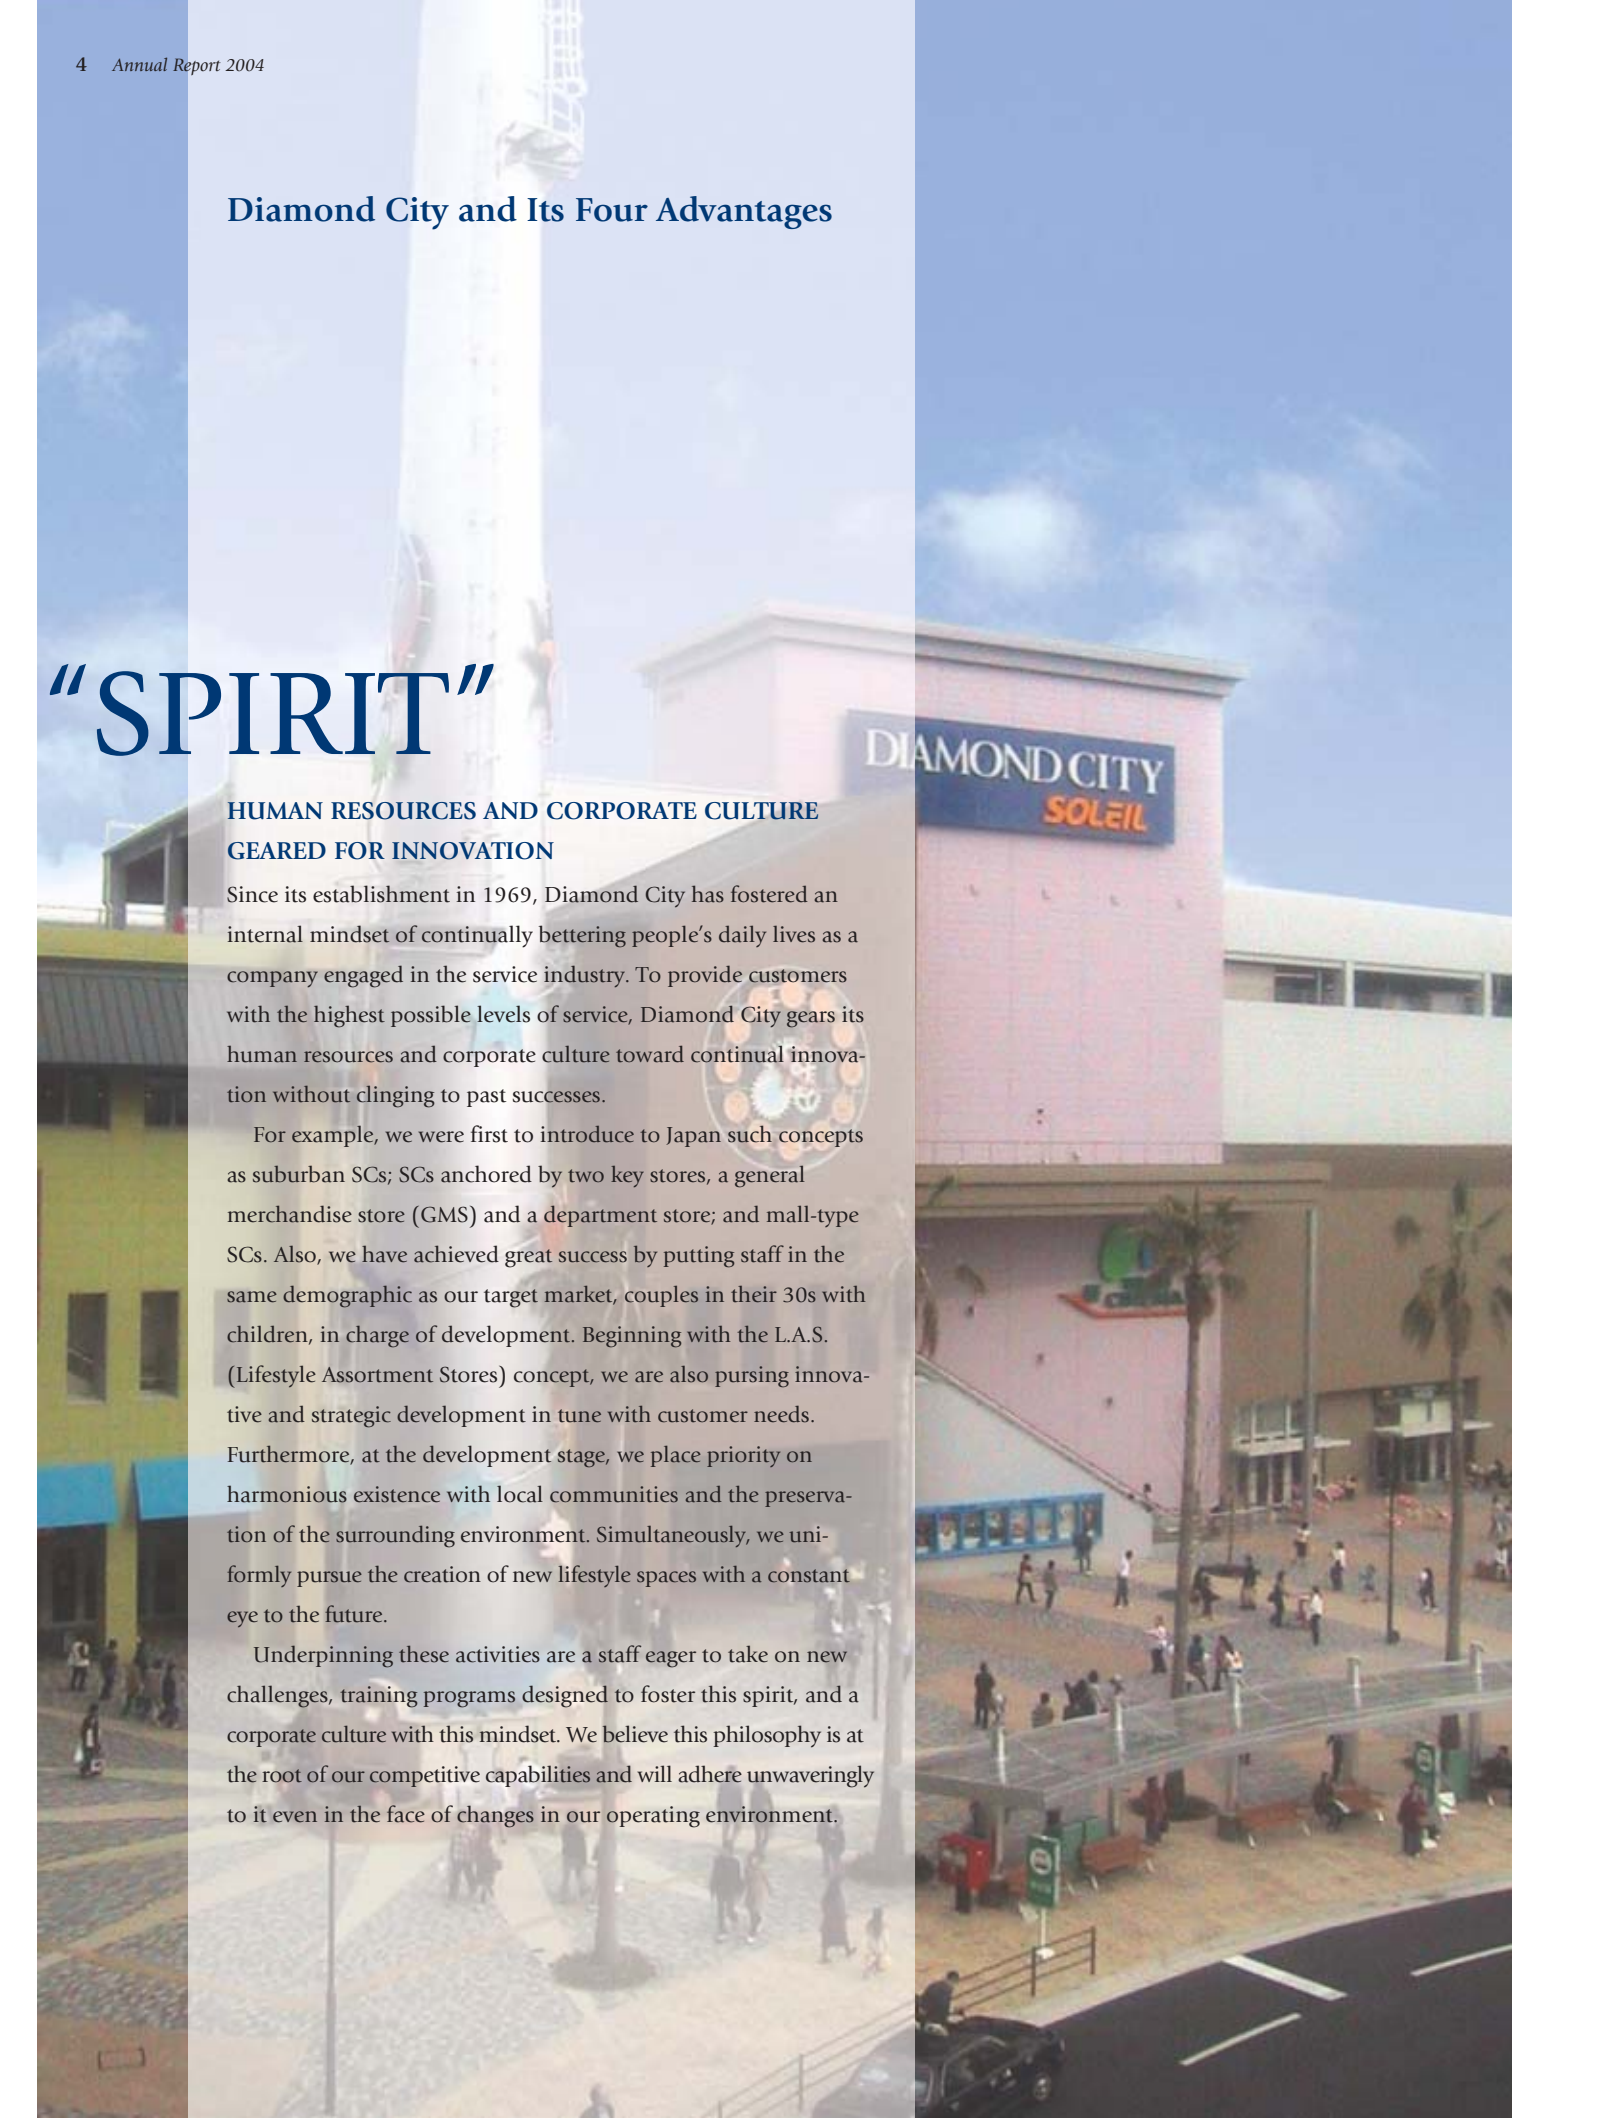 4 Annual Report 2004
Diamond City and Its Four Advantages
“SPIRIT”
DIAMOND CITY
SOLEIL
HUMAN RESOURCES AND CORPORATE CULTURE
GEARED FOR INNOVATION
Since its establishment in 1969, Diamond City has fostered an
internal mindset of continually bettering people’s daily lives as a
company engaged in the service industry. To provide customers
with the highest possible levels of service, Diamond City gears its
human resources and corporate culture toward continual innova-
tion without clinging to past successes.
For example, we were first to introduce to Japan such concepts
as suburban SCs; SCs anchored by two key stores, a general
merchandise store (GMS) and a department store; and mall-type
SCs. Also, we have achieved great success by putting staff in the
same demographic as our target market, couples in their 30s with
children, in charge of development. Beginning with the L.A.S.
(Lifestyle Assortment Stores) concept, we are also pursing innova-
tive and strategic development in tune with customer needs.
Furthermore, at the development stage, we place priority on
harmonious existence with local communities and the preserva-
tion of the surrounding environment. Simultaneously, we uni-
formly pursue the creation of new lifestyle spaces with a constant
eye to the future.
Underpinning these activities are a staff eager to take on new
challenges, training programs designed to foster this spirit, and a
corporate culture with this mindset. We believe this philosophy is at
the root of our competitive capabilities and will adhere unwaveringly
to it even in the face of changes in our operating environment.